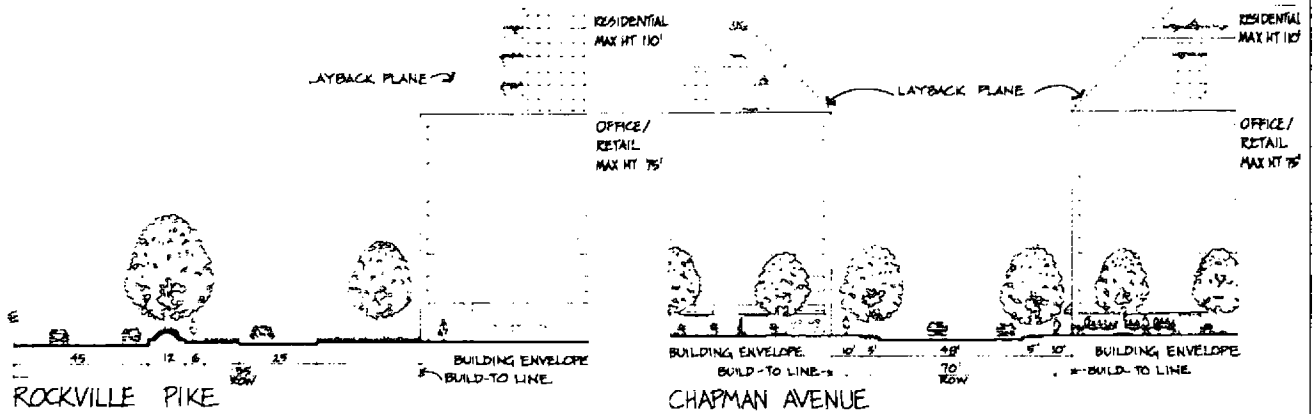 RESIDENTIAL
MAX HT 110'
LAYBACK PLANE
OFFICE/
RETAIL
MAX HT 75'
45 12 6 25
BUILDING ENVELOPE
ROW
BUILD-TO LINE
ROCKVILLE PIKE
RESIDENTIAL
MAX HT 110'
LAYBACK PLANE
OFFICE/
RETAIL
MAX HT 75'
BUILDING ENVELOPE 10' 5' 48' 5' 10' BUILDING ENVELOPE
BUILD-TO LINE 70' BUILD-TO LINE
ROW
CHAPMAN AVENUE